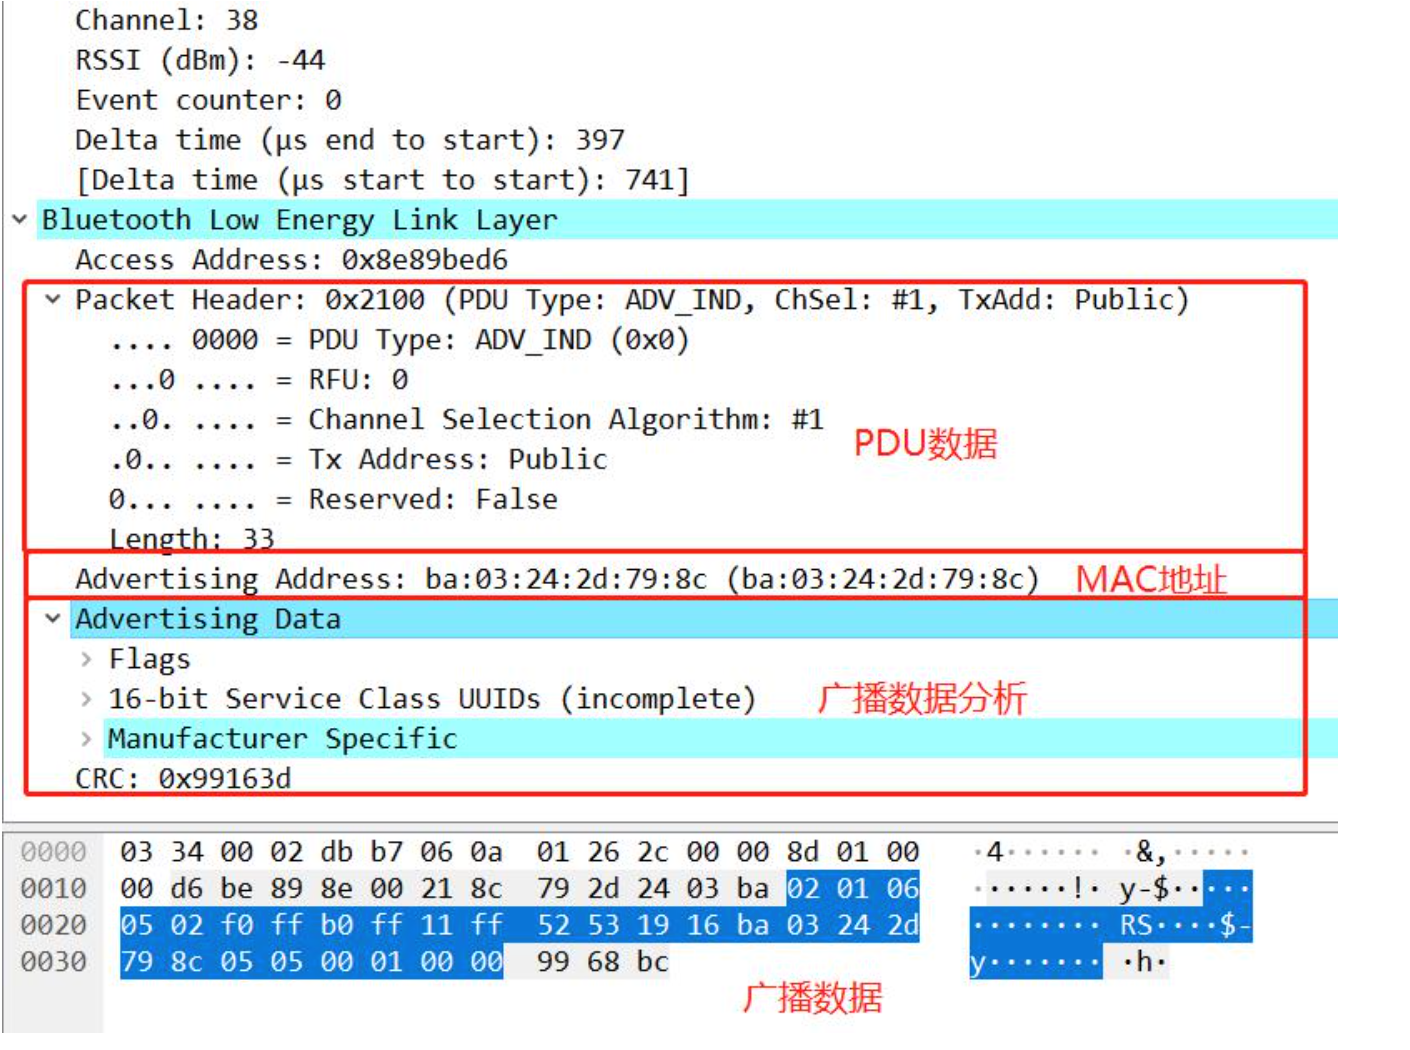 Channel: 38
RSSI (dBm): -44
Event counter: 0
Delta time (µs end to start): 397
[Delta time (µs start to start): 741]
Bluetooth Low Energy Link Layer
Access Address: 0x8e89bed6
Packet Header: 0x2100 (PDU Type: ADV_IND, ChSel: #1, TxAdd: Public)
.... 0000 = PDU Type: ADV_IND (0x0)
...0 .... = RFU: 0
..0. .... = Channel Selection Algorithm: #1
PDU数据
.0.. .... = Tx Address: Public
0... .... = Reserved: False
Length: 33
Advertising Address: ba:03:24:2d:79:8c (ba:03:24:2d:79:8c) MAC地址
Advertising Data
Flags
16-bit Service Class UUIDs (incomplete) 广播数据分析
Manufacturer Specific
CRC: 0x99163d
0000 03 34 00 02 db b7 06 0a 01 26 2c 00 00 8d 01 00 ·4······ ·&,·····
0010 00 d6 be 89 8e 00 21 8c 79 2d 24 03 ba 02 01 06 ······!· y-$·····
0020 05 02 f0 ff b0 ff 11 ff 52 53 19 16 ba 03 24 2d ········ RS····$-
0030 79 8c 05 05 00 01 00 00 99 68 bc y······· ·h·
广播数据